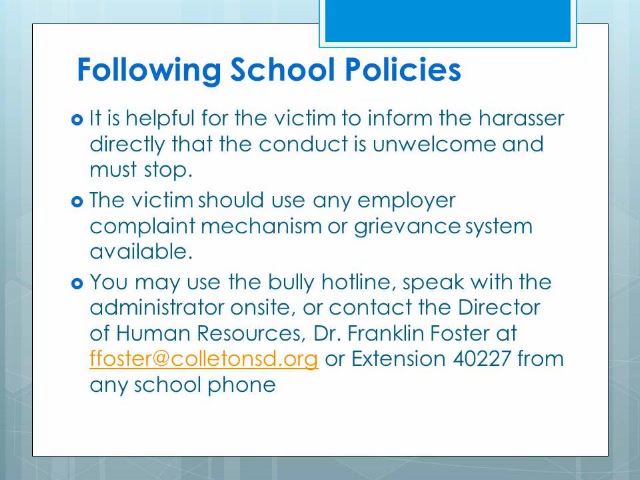 Following School Policies
It is helpful for the victim to inform the harasser
directly that the conduct is unwelcome and
must stop.
The victim should use any employer
complaint mechanism or grievance system
available.
You may use the bully hotline, speak with the
administrator onsite, or contact the Director
of Human Resources, Dr. Franklin Foster at
ffoster@colletonsd.org or Extension 40227 from
any school phone